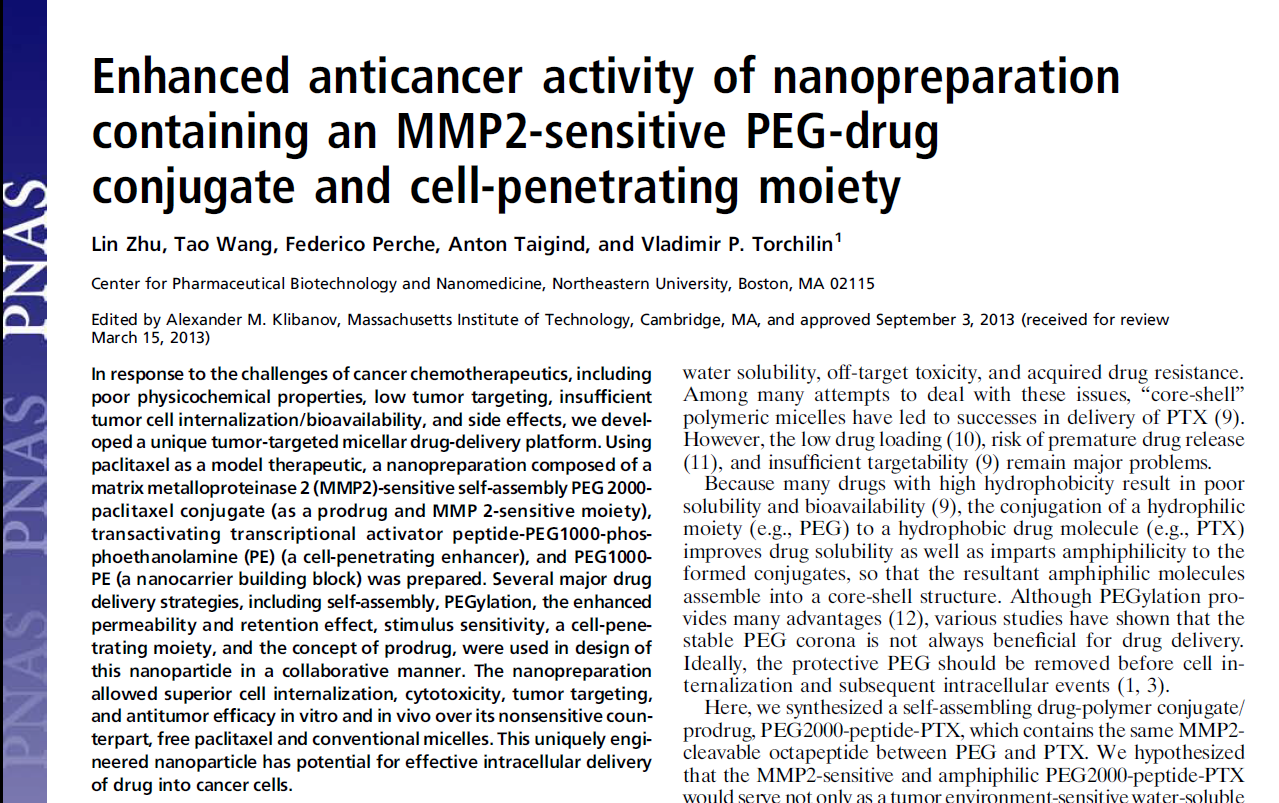 PNAS
PNAS
PNAS
Enhanced anticancer activity of nanopreparation
containing an MMP2-sensitive PEG-drug
conjugate and cell-penetrating moiety
Lin Zhu, Tao Wang, Federico Perche, Anton Taigind, and Vladimir P. Torchilin1
Center for Pharmaceutical Biotechnology and Nanomedicine, Northeastern University, Boston, MA 02115
Edited by Alexander M. Klibanov, Massachusetts Institute of Technology, Cambridge, MA, and approved September 3, 2013 (received for review
March 15, 2013)
In response to the challenges of cancer chemotherapeutics, including
poor physicochemical properties, low tumor targeting, insufficient
tumor cell internalization/bioavailability, and side effects, we devel-
oped a unique tumor-targeted micellar drug-delivery platform. Using
paclitaxel as a model therapeutic, a nanopreparation composed of a
matrix metalloproteinase 2 (MMP2)-sensitive self-assembly PEG 2000-
paclitaxel conjugate (as a prodrug and MMP 2-sensitive moiety),
transactivating transcriptional activator peptide-PEG1000-phos-
phoethanolamine (PE) (a cell-penetrating enhancer), and PEG1000-
PE (a nanocarrier building block) was prepared. Several major drug
delivery strategies, including self-assembly, PEGylation, the enhanced
permeability and retention effect, stimulus sensitivity, a cell-pene-
trating moiety, and the concept of prodrug, were used in design of
this nanoparticle in a collaborative manner. The nanopreparation
allowed superior cell internalization, cytotoxicity, tumor targeting,
and antitumor efficacy in vitro and in vivo over its nonsensitive coun-
terpart, free paclitaxel and conventional micelles. This uniquely engi-
neered nanoparticle has potential for effective intracellular delivery
of drug into cancer cells.
water solubility, off-target toxicity, and acquired drug resistance.
Among many attempts to deal with these issues, “core-shell”
polymeric micelles have led to successes in delivery of PTX (9).
However, the low drug loading (10), risk of premature drug release
(11), and insufficient targetability (9) remain major problems.
Because many drugs with high hydrophobicity result in poor
solubility and bioavailability (9), the conjugation of a hydrophilic
moiety (e.g., PEG) to a hydrophobic drug molecule (e.g., PTX)
improves drug solubility as well as imparts amphiphilicity to the
formed conjugates, so that the resultant amphiphilic molecules
assemble into a core-shell structure. Although PEGylation pro-
vides many advantages (12), various studies have shown that the
stable PEG corona is not always beneficial for drug delivery.
Ideally, the protective PEG should be removed before cell in-
ternalization and subsequent intracellular events (1, 3).
Here, we synthesized a self-assembling drug-polymer conjugate/
prodrug, PEG2000-peptide-PTX, which contains the same MMP2-
cleavable octapeptide between PEG and PTX. We hypothesized
that the MMP2-sensitive and amphiphilic PEG2000-peptide-PTX
would serve not only as a tumor environment-sensitive water-soluble